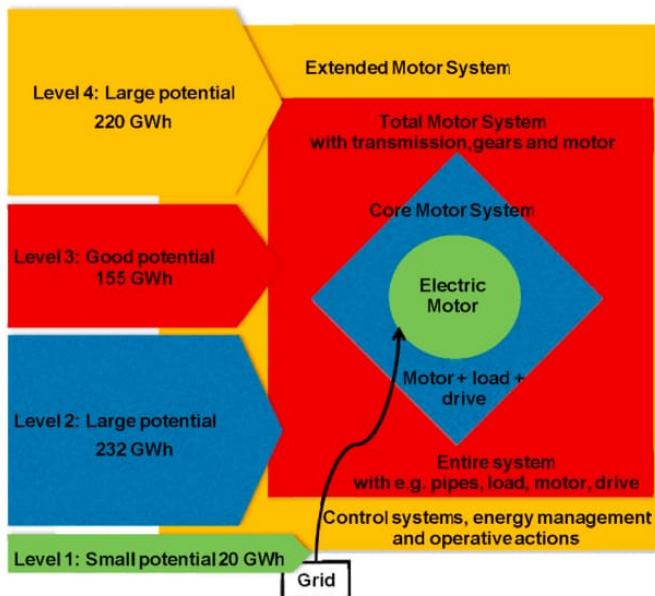 Level 4: Large potential
220 GWh
Level 3: Good potential
155 GWh
Level 2: Large potential
232 GWh
Level 1: Small potential 20 GWh
Extended Motor System
Total Motor System
with transmission,gears and motor
Core Motor System
Electric
Motor
Motor + load +
drive
Entire system
with e.g. pipes, load, motor, drive
Control systems, energy management
and operative actions
Grid